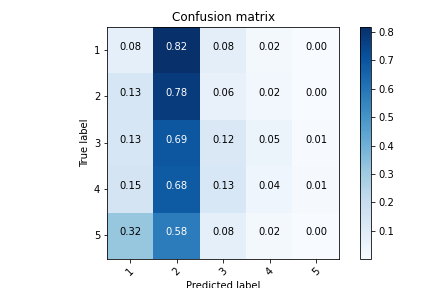 Confusion matrix
1 0.08 0.82 0.08 0.02 0.00
2 0.13 0.78 0.06 0.02 0.00
3 0.13 0.69 0.12 0.05 0.01
4 0.15 0.68 0.13 0.04 0.01
5 0.32 0.58 0.08 0.02 0.00
1 2 3 4 5
True label
Predicted label
0.8
0.7
0.6
0.5
0.4
0.3
0.2
0.1